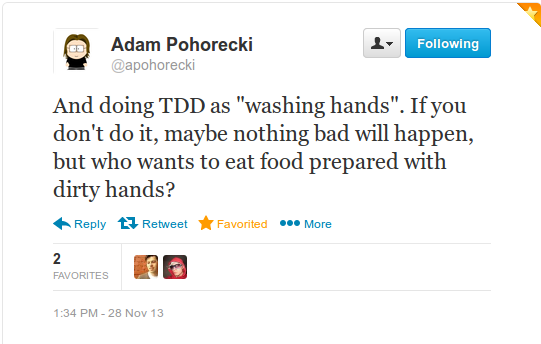 Adam Pohorecki
@apohorecki
Following
And doing TDD as "washing hands". If you
don't do it, maybe nothing bad will happen,
but who wants to eat food prepared with
dirty hands?
Reply Retweet Favorited More
2
FAVORITES
1:34 PM - 28 Nov 13